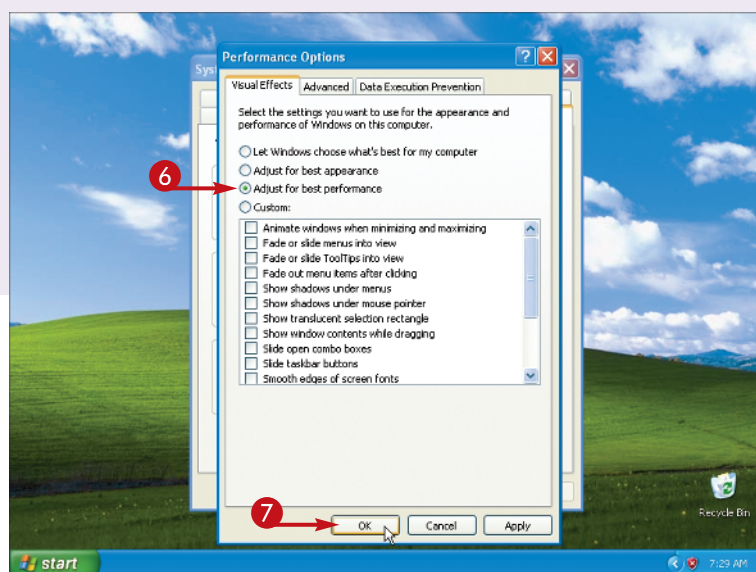 Performance Options
Sys
Visual Effects
Advanced
Data Execution Prevention
Select the settings you want to use for the appearance and
performance of Windows on this computer.
Let Windows choose what's best for my computer
Adjust for best appearance
6
Adjust for best performance
Custom:
Animate windows when minimizing and maximizing
Fade or slide menus into view
Fade or slide ToolTips into view
Fade out menu items after clicking
Show shadows under menus
Show shadows under mouse pointer
Show translucent selection rectangle
Show window contents while dragging
Slide open combo boxes
Slide taskbar buttons
Smooth edges of screen fonts
7
OK
Cancel
Apply
Recycle Bin
start
7:29 AM